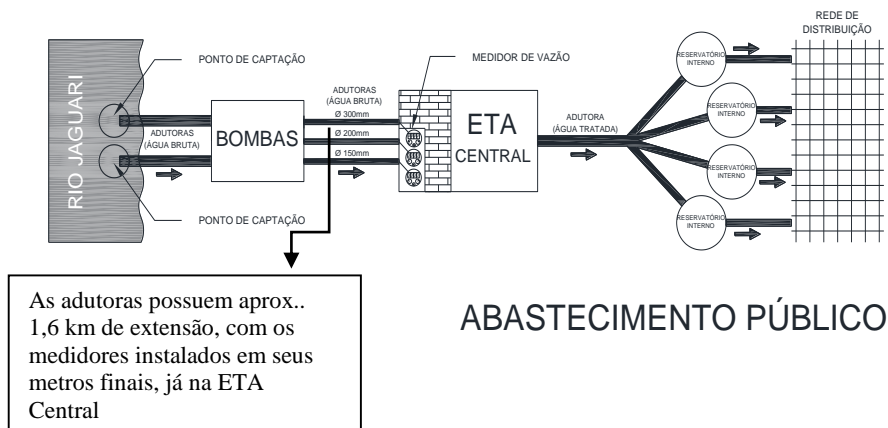 REDE DE
DISTRIBUIÇÃO
PONTO DE CAPTAÇÃO
MEDIDOR DE VAZÃO
RESERVATÓRIO
INTERNO
ADUTORAS
(ÁGUA BRUTA)
Ø 300mm
RIO JAGUARI
ADUTORAS
(ÁGUA BRUTA)
BOMBAS
Ø 200mm
Ø 150mm
ETA
CENTRAL
ADUTORA
(ÁGUA TRATADA)
RESERVATÓRIO
INTERNO
RESERVATÓRIO
INTERNO
PONTO DE CAPTAÇÃO
RESERVATÓRIO
INTERNO
As adutoras possuem aprox..
1,6 km de extensão, com os
medidores instalados em seus
metros finais, já na ETA
Central
ABASTECIMENTO PÚBLICO